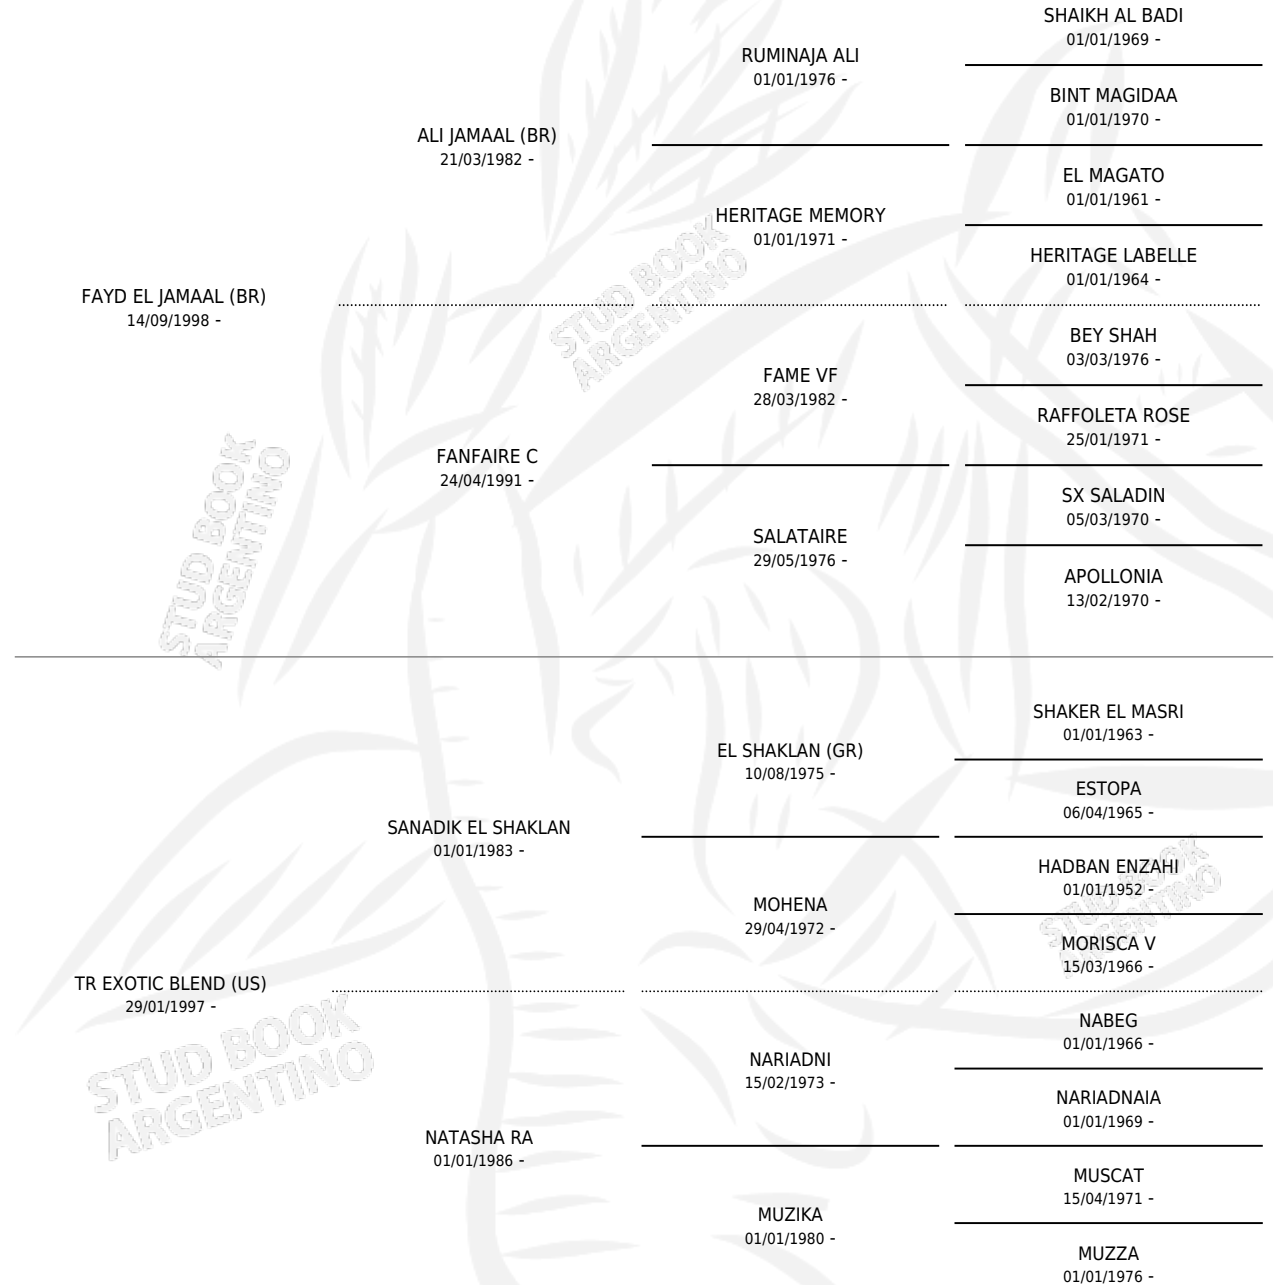 SHAIKH AL BADI
01/01/1969 -
RUMINAJA ALI
01/01/1976 -
BINT MAGIDAA
01/01/1970 -
ALI JAMAAL (BR)
21/03/1982 -
EL MAGATO
01/01/1961 -
HERITAGE MEMORY
01/01/1971 -
HERITAGE LABELLE
01/01/1964 -
FAYD EL JAMAAL (BR)
14/09/1998 -
BEY SHAH
03/03/1976 -
FAME VF
28/03/1982 -
RAFFOLETA ROSE
25/01/1971 -
FANFAIRE C
24/04/1991 -
SX SALADIN
05/03/1970 -
SALATAIRE
29/05/1976 -
APOLLONIA
13/02/1970 -
SHAKER EL MASRI
01/01/1963 -
EL SHAKLAN (GR)
10/08/1975 -
ESTOPA
06/04/1965 -
SANADIK EL SHAKLAN
01/01/1983 -
HADBAN ENZAHI
01/01/1952 -
MOHENA
29/04/1972 -
MORISCA V
15/03/1966 -
TR EXOTIC BLEND (US)
29/01/1997 -
NABEG
01/01/1966 -
NARIADNI
15/02/1973 -
NARIADNAIA
01/01/1969 -
NATASHA RA
01/01/1986 -
MUSCAT
15/04/1971 -
MUZIKA
01/01/1980 -
MUZZA
01/01/1976 -
STUD BOOK
ARGENTINO
STUD BOOK
ARGENTINO
STUD BOOK
ARGENTINO
STUD BOOK
ARGENTINO